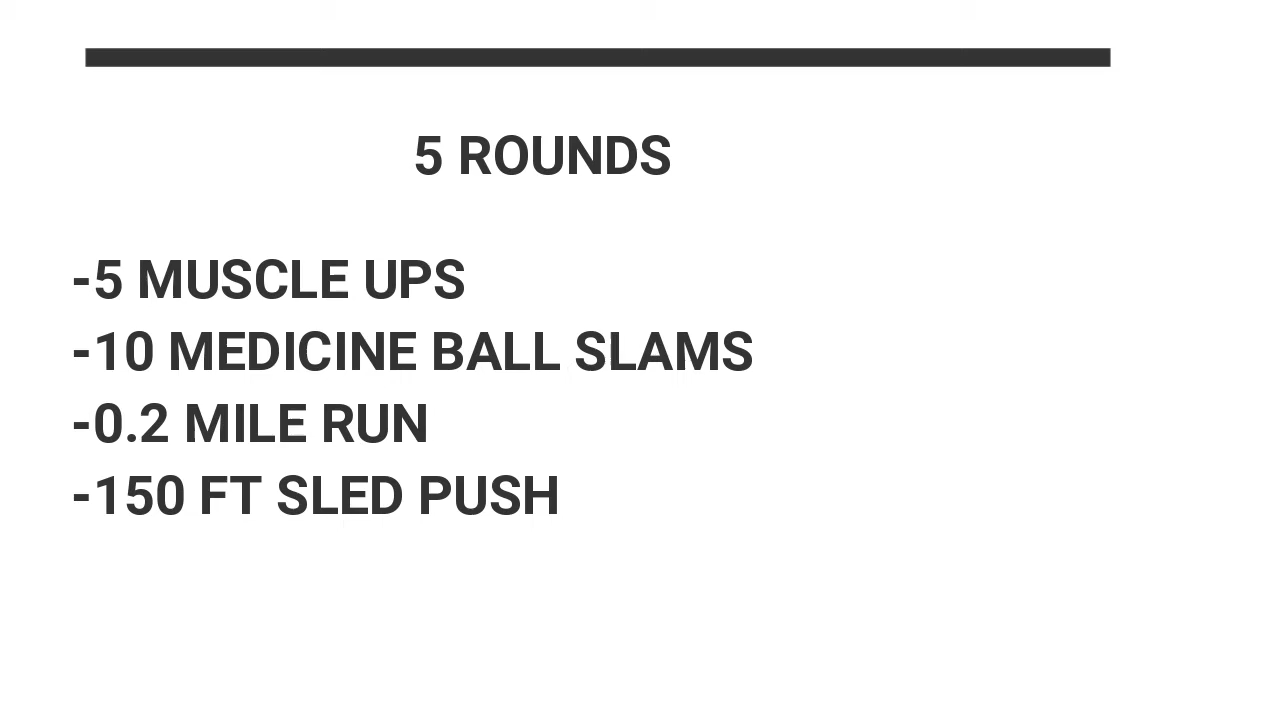 5 ROUNDS
-5 MUSCLE UPS
-10 MEDICINE BALL SLAMS
-0.2 MILE RUN
-150 FT SLED PUSH